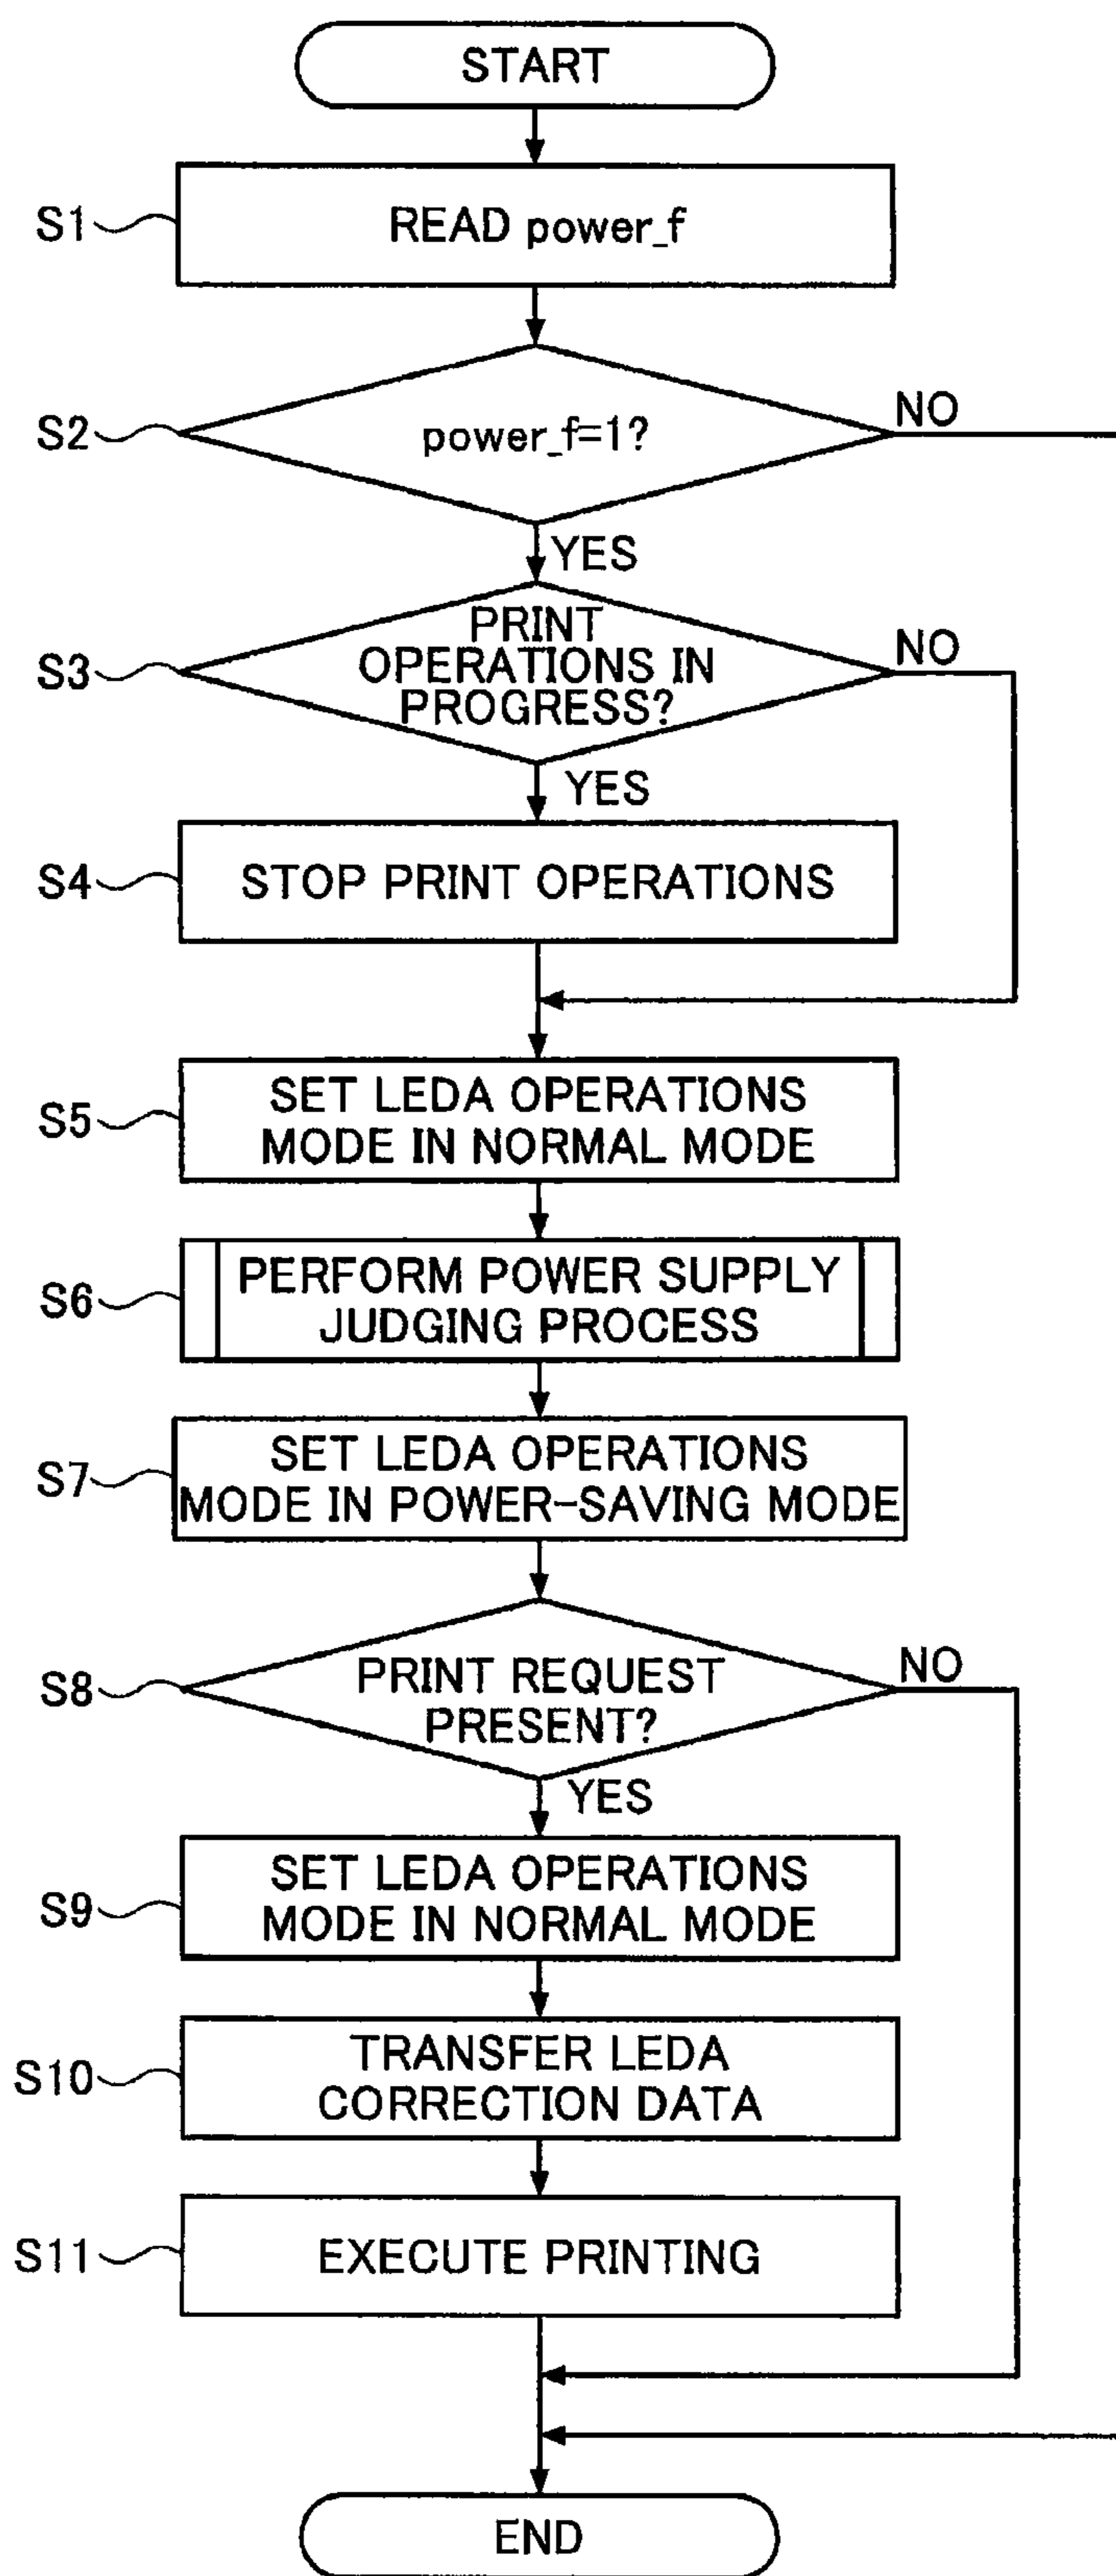 START
S1
READ power_f
S2
power_f=1?
NO
YES
S3
PRINT
OPERATIONS IN
PROGRESS?
NO
YES
S4
STOP PRINT OPERATIONS
S5
SET LEDA OPERATIONS
MODE IN NORMAL MODE
S6
PERFORM POWER SUPPLY
JUDGING PROCESS
S7
SET LEDA OPERATIONS
MODE IN POWER-SAVING MODE
S8
PRINT REQUEST
PRESENT?
NO
YES
S9
SET LEDA OPERATIONS
MODE IN NORMAL MODE
S10
TRANSFER LEDA
CORRECTION DATA
S11
EXECUTE PRINTING
END